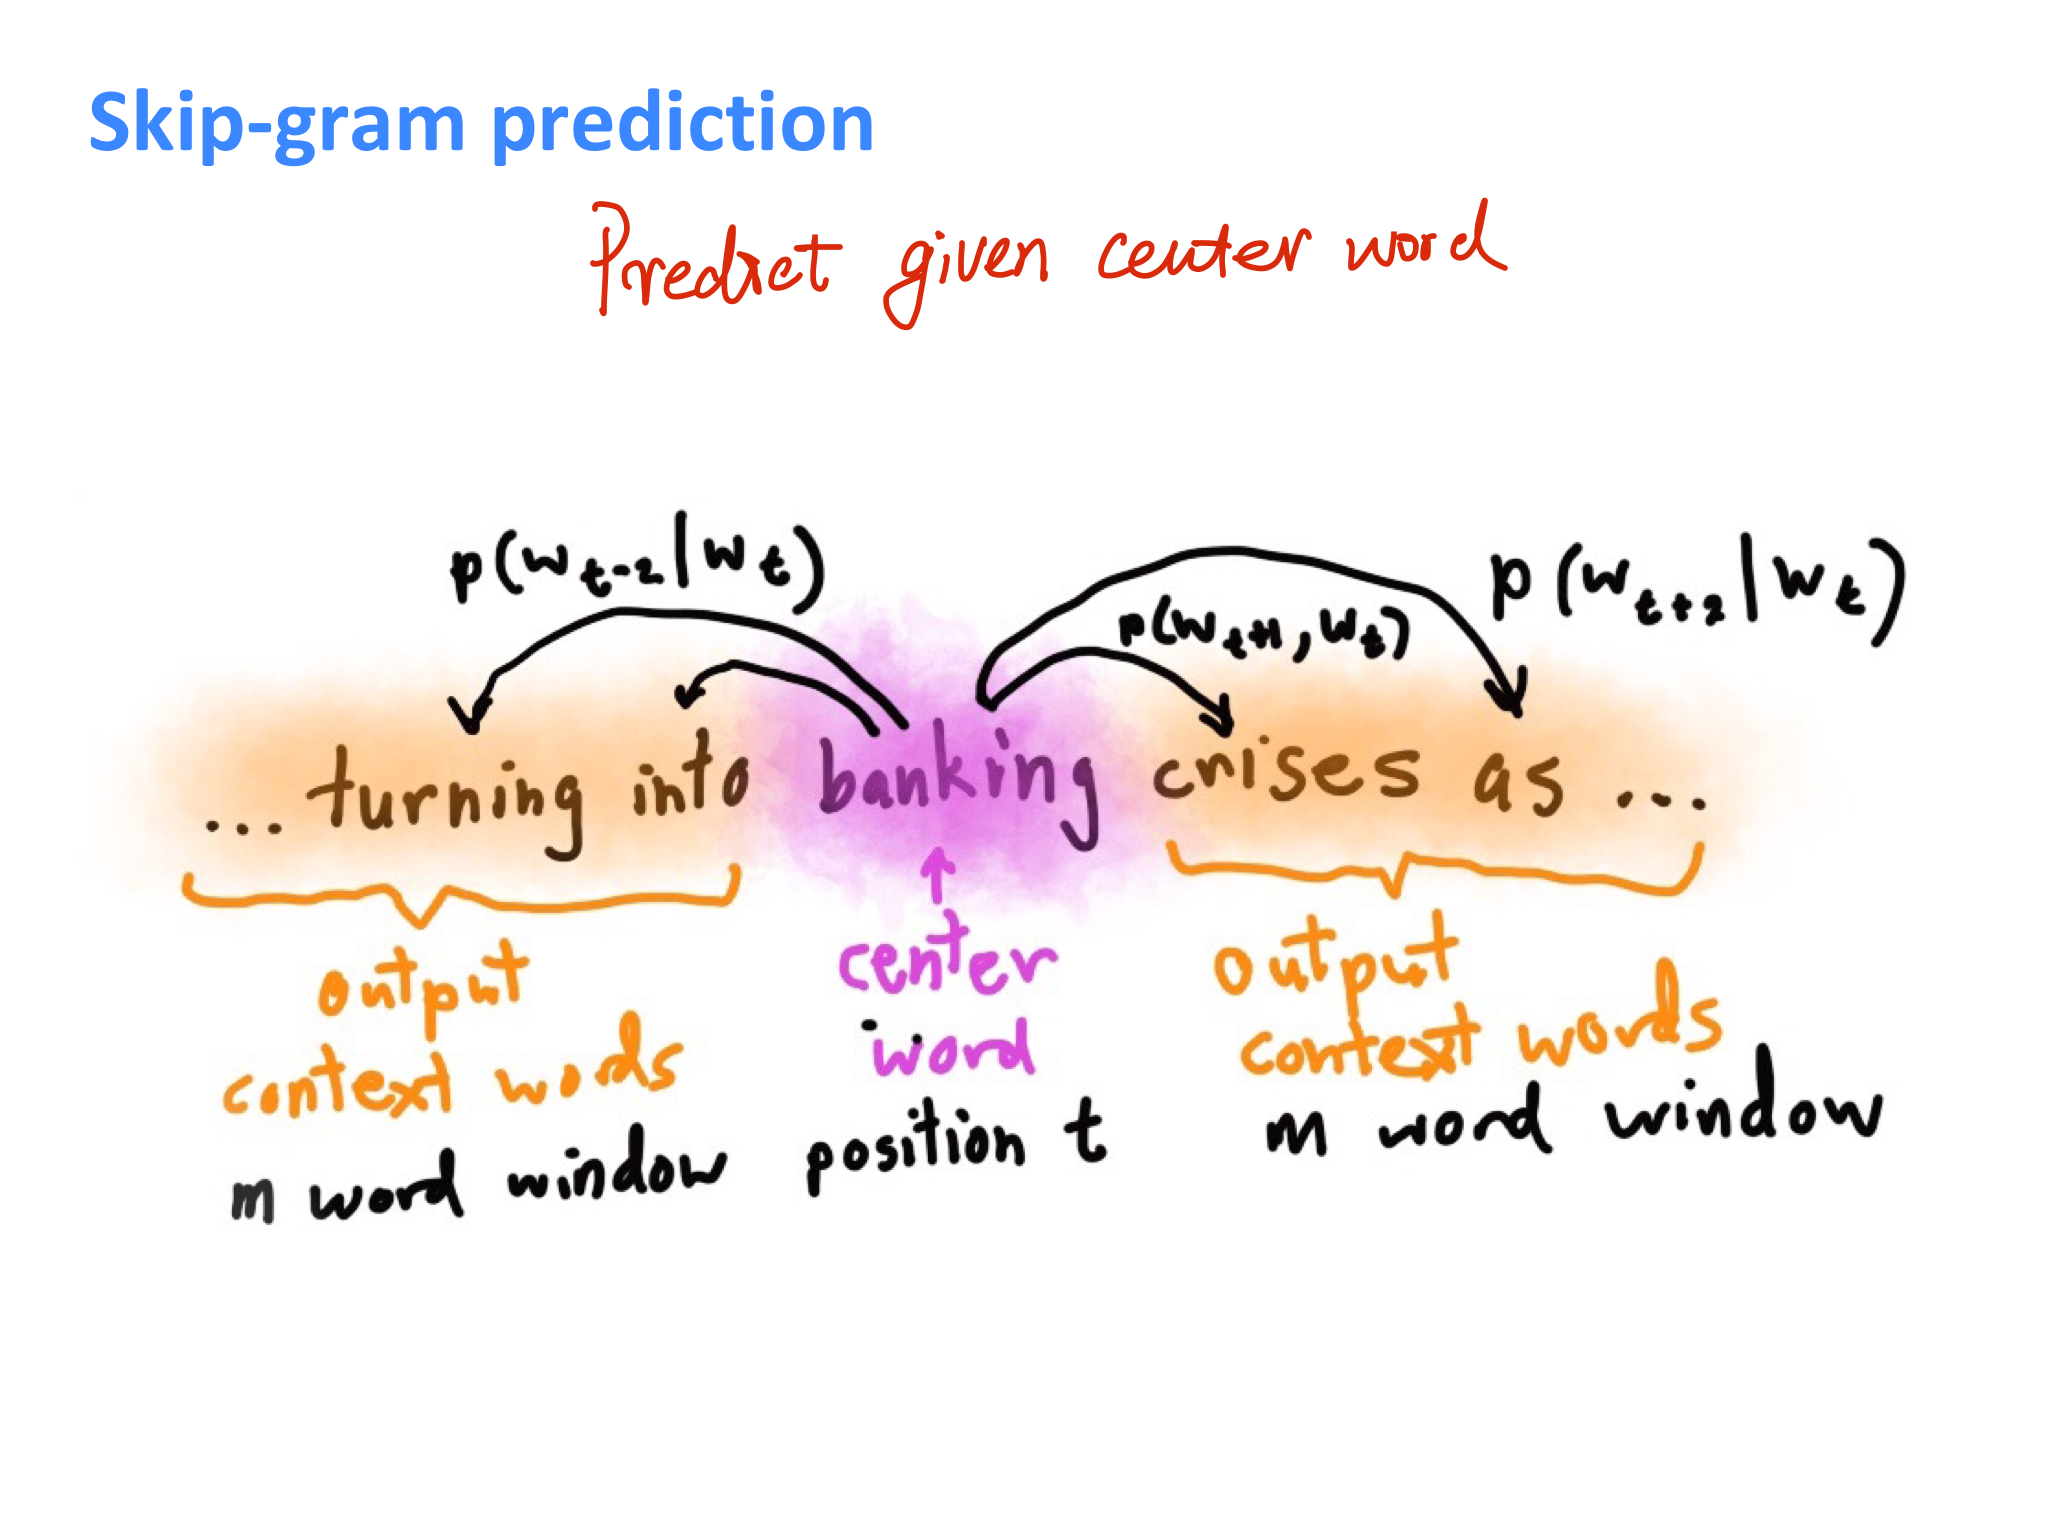 Skip-gram prediction
Predict given center word
p(w_{t-2}|w_t)
p(w_{t+1}, w_t)
p(w_{t+2}|w_t)
... turning into banking crises as ...
output
context words
m word window
center
word
position t
output
context words
m word window